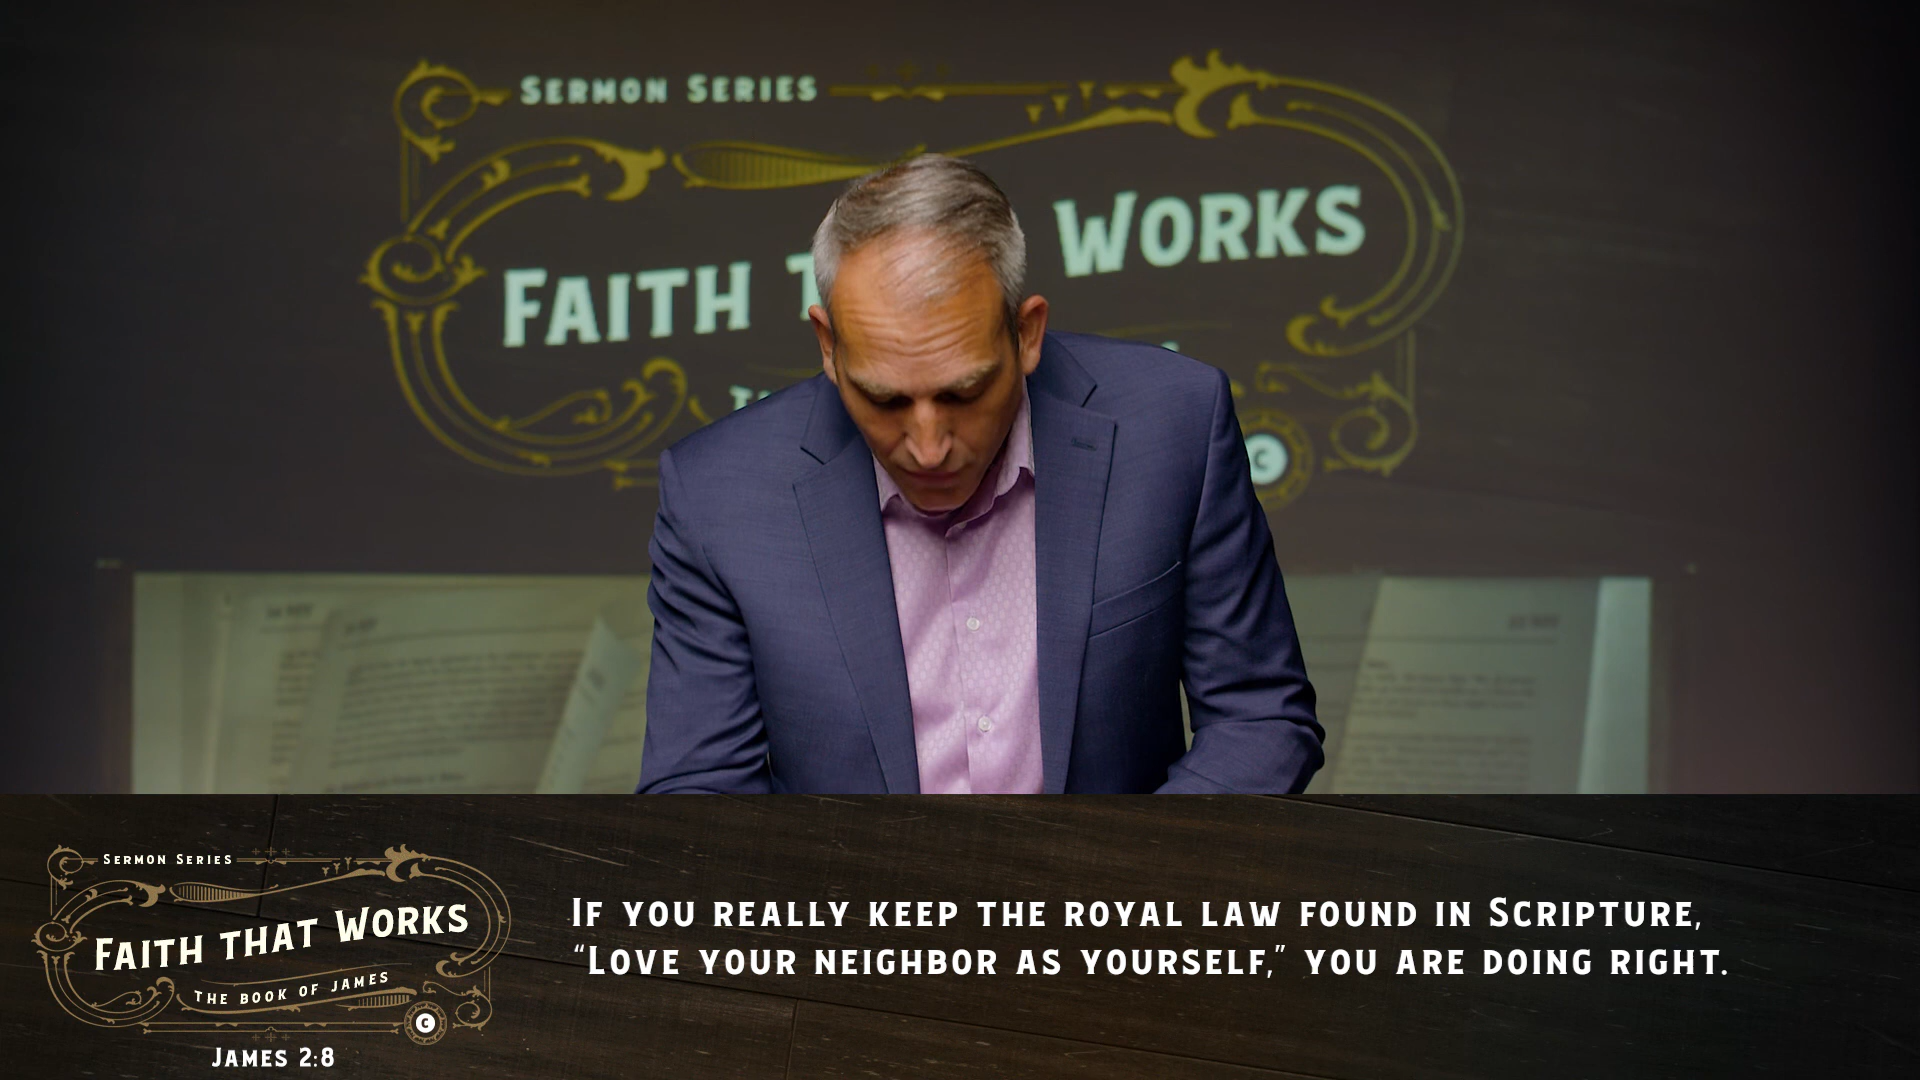 Sermon Series
Faith T Works
C
Sermon Series
Faith that Works
The Book of James
C
James 2:8
If you really keep the royal law found in Scripture,
“Love your neighbor as yourself,” you are doing right.